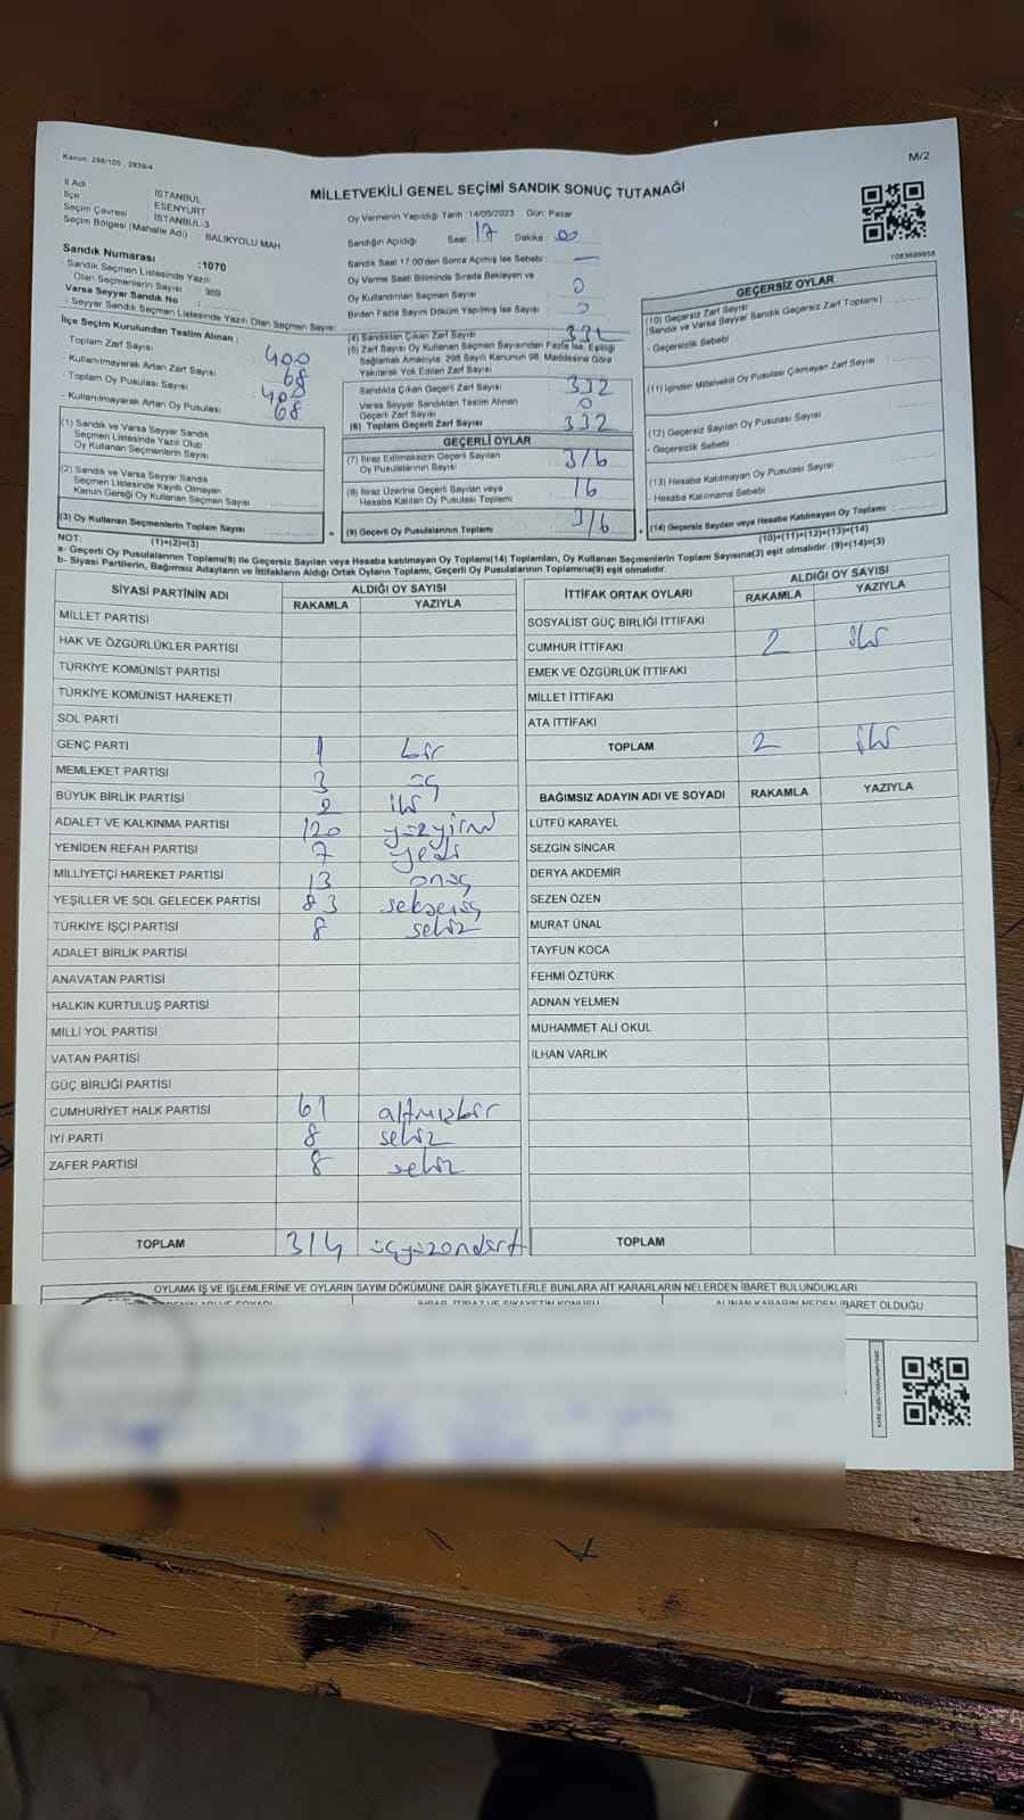 Kanun: 298/105 2839/4
M/2
İl Adı İSTANBUL
İlçe ESENYURT
Seçim Çevresi İSTANBUL-3
Seçim Bölgesi (Mahalle Adı) : BALIKYOLU MAH
MİLLETVEKİLİ GENEL SEÇİMİ SANDIK SONUÇ TUTANAĞI
Oy Vermenin Yapıldığı Tarih :14/05/2023 Gün: Pazar
Sandığın Açıldığı Saat: 17 Dakika: 00
Sandık Saat 17:00'den Sonra Açılmış İse Sebebi: —
Oy Verme Saati Bitiminde Sırada Bekleyen ve
Oy Kullandırılan Seçmen Sayısı 0
Birden Fazla Sayım Döküm Yapılmış İse Sayısı : 0
Sandık Numarası :1070
Sandık Seçmen Listesinde Yazılı
Olan Seçmenlerin Sayısı
Varsa Seyyar Sandık No :
- Seyyar Sandık Seçmen Listesinde Yazılı Olan Seçmen Sayısı
İlçe Seçim Kurulundan Teslim Alınan :
Toplam Zarf Sayısı 400
- Kullanılmayarak Artan Zarf Sayısı 68
- Toplam Oy Pusulası Sayısı
- Kullanılmayarak Artan Oy Pusulası 68
(1) Sandık ve Varsa Seyyar Sandık
Seçmen Listesinde Yazılı Olup
Oy Kullanan Seçmenlerin Sayısı
(2) Sandık ve Varsa Seyyar Sandık
Seçmen Listesinde Kayıtlı Olmayan
Kanun Gereği Oy Kullanan Seçmen Sayısı
(3) Oy Kullanan Seçmenlerin Toplam Sayısı
(1)+(2)=(3)
(4) Sandıktan Çıkan Zarf Sayısı 332
(5) Zarf Sayısı Oy Kullanan Seçmen Sayısından Fazla İse, Eşitliği
Sağlamak Amacıyla, 298 Sayılı Kanunun 98. Maddesine Göre
Yakılarak Yok Edilen Zarf Sayısı
Sandıkta Çıkan Geçerli Zarf Sayısı 332
Varsa Seyyar Sandıktan Teslim Alınan
Geçerli Zarf Sayısı 0
(6) Toplam Geçerli Zarf Sayısı 332
GEÇERLİ OYLAR
(7) İtiraz Edilmeksizin Geçerli Sayılan
Oy Pusulalarının Sayısı 316
(8) İtiraz Üzerine Geçerli Sayılan veya
Hesaba Katılan Oy Pusulası Toplamı 16
(9) Geçerli Oy Pusulalarının Toplamı 316
1083689858
GEÇERSİZ OYLAR
(10) Geçersiz Zarf Sayısı
(Sandık ve Varsa Seyyar Sandık Geçersiz Zarf Toplamı)
- Geçersizlik Sebebi
(11) İçinden Milletvekili Oy Pusulası Çıkmayan Zarf Sayısı
(12) Geçersiz Sayılan Oy Pusulası Sayısı
- Geçersizlik Sebebi
(13) Hesaba Katılmayan Oy Pusulası Sayısı
- Hesaba Katılmama Sebebi
(14) Geçersiz Sayılan veya Hesaba Katılmayan Oy Toplamı
(10)+(11)+(12)+(13)=(14)
NOT:
a- Geçerli Oy Pusulalarının Toplamı(9) ile Geçersiz Sayılan veya Hesaba katılmayan Oy Toplamı(14) Toplamları, Oy Kullanan Seçmenlerin Toplam Sayısına(3) eşit olmalıdır. (9)+(14)=(3)
b- Siyasi Partilerin, Bağımsız Adayların ve İttifakların Aldığı Ortak Oyların Toplamı, Geçerli Oy Pusulalarının Toplamına(9) eşit olmalıdır.
SİYASİ PARTİNİN ADI ALDIĞI OY SAYISI
RAKAMLA YAZIYLA
MİLLET PARTİSİ
HAK VE ÖZGÜRLÜKLER PARTİSİ
TÜRKİYE KOMÜNİST PARTİSİ
TÜRKİYE KOMÜNİST HAREKETİ
SOL PARTİ
GENÇ PARTİ 1 bir
MEMLEKET PARTİSİ 3 üç
BÜYÜK BİRLİK PARTİSİ 2 iki
ADALET VE KALKINMA PARTİSİ 120 yüzyirmi
YENİDEN REFAH PARTİSİ 7 yedi
MİLLİYETÇİ HAREKET PARTİSİ 13 onüç
YEŞİLLER VE SOL GELECEK PARTİSİ 83 seksenüç
TÜRKİYE İŞÇİ PARTİSİ 8 sekiz
ADALET BİRLİK PARTİSİ
ANAVATAN PARTİSİ
HALKIN KURTULUŞ PARTİSİ
MİLLİ YOL PARTİSİ
VATAN PARTİSİ
GÜÇ BİRLİĞİ PARTİSİ
CUMHURİYET HALK PARTİSİ 61 altmışbir
İYİ PARTİ 8 sekiz
ZAFER PARTİSİ 8 sekiz
TOPLAM 314 üçyüzondört
İTTİFAK ORTAK OYLARI ALDIĞI OY SAYISI
RAKAMLA YAZIYLA
SOSYALİST GÜÇ BİRLİĞİ İTTİFAKI
CUMHUR İTTİFAKI 2 iki
EMEK VE ÖZGÜRLÜK İTTİFAKI
MİLLET İTTİFAKI
ATA İTTİFAKI
TOPLAM 2 iki
BAĞIMSIZ ADAYIN ADI VE SOYADI RAKAMLA YAZIYLA
LÜTFÜ KARAYEL
SEZGİN SİNCAR
DERYA AKDEMİR
SEZEN ÖZEN
MURAT ÜNAL
TAYFUN KOCA
FEHMİ ÖZTÜRK
ADNAN YELMEN
MUHAMMET ALİ OKUL
İLHAN VARLIK
TOPLAM
OYLAMA İŞ VE İŞLEMLERİNE VE OYLARIN SAYIM DÖKÜMÜNE DAİR ŞİKAYETLERLE BUNLARA AİT KARARLARIN NELERDEN İBARET BULUNDUKLARI
ALINAN KARARIN NEDEN İBARET OLDUĞU